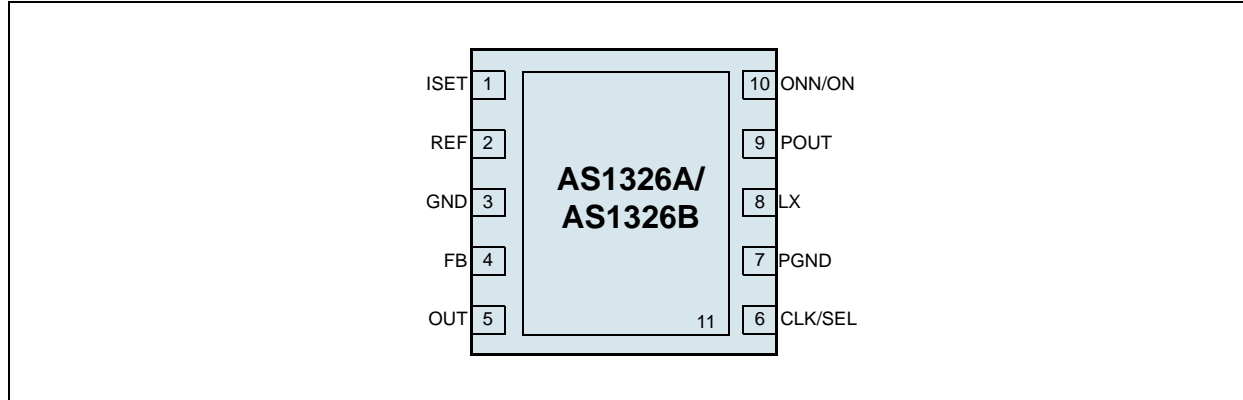 ISET 1 10 ONN/ON
REF 2 9 POUT
AS1326A/
GND 3 8 LX
AS1326B
FB 4 7 PGND
OUT 5 11 6 CLK/SEL